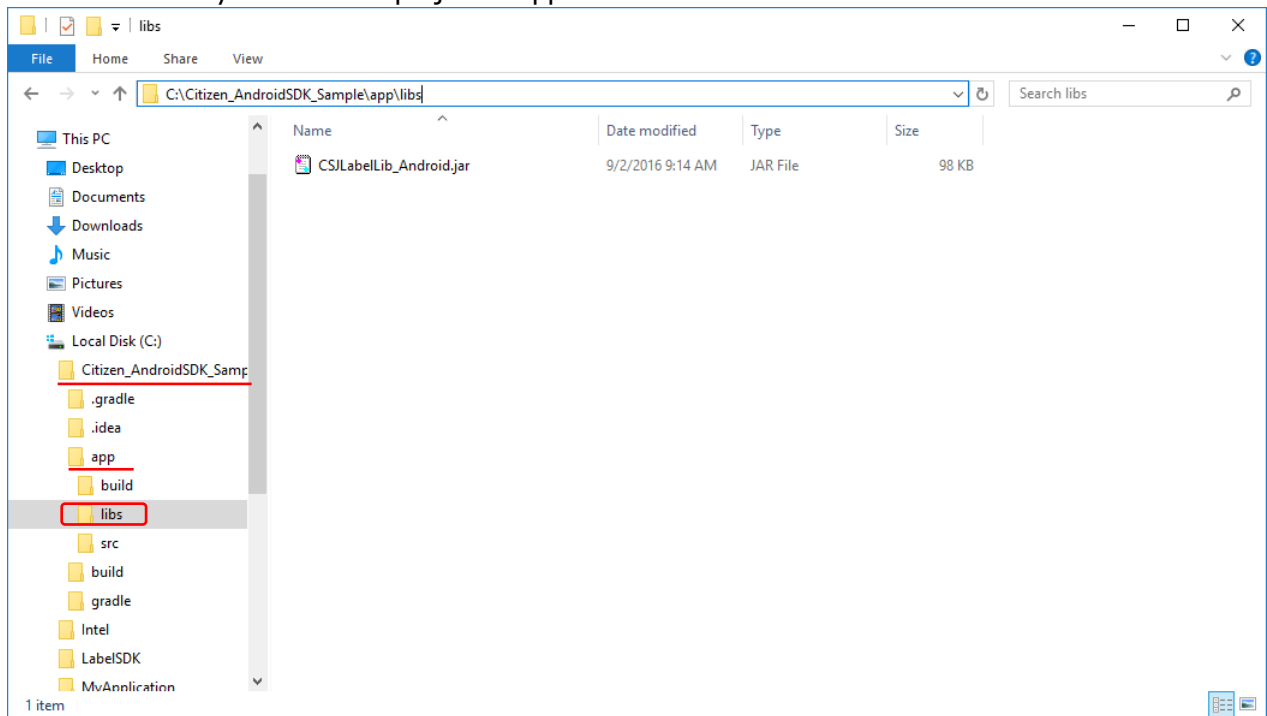 libs
File Home Share View
C:\Citizen_AndroidSDK_Sample\app\libs
Search libs
Name Date modified Type Size
CSJLabelLib_Android.jar 9/2/2016 9:14 AM JAR File 98 KB
This PC
Desktop
Documents
Downloads
Music
Pictures
Videos
Local Disk (C:)
Citizen_AndroidSDK_Samp
.gradle
.idea
app
build
libs
src
build
gradle
Intel
LabelSDK
MyApplication
1 item